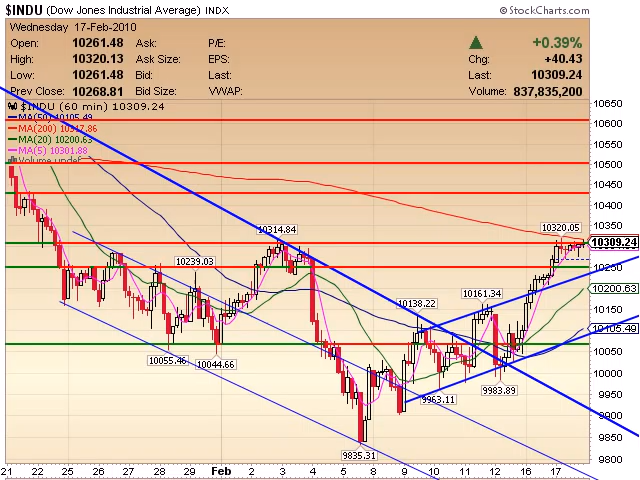 $INDU (Dow Jones Industrial Average) INDX © StockCharts.com
Wednesday 17-Feb-2010
Open: 10261.48 Ask: P/E: +0.39%
High: 10320.13 Ask Size: EPS: Chg: +40.43
Low: 10261.48 Bid: Last: Last: 10309.24
Prev Close: 10268.81 Bid Size: VWAP: Volume: 837,835,200
$INDU (60 min) 10309.24
MA(50) 10105.49
MA(200) 10317.86
MA(20) 10200.63
MA(5) 10301.88
Volume undef
10650
10600
10550
10500
10450
10400
10350
10309.24
10250
10200.63
10150
10105.49
10050
10000
9950
9900
9850
9800
10314.84
10320.05
10239.03
10138.22
10161.34
10055.46
10044.66
9963.11
9983.89
9835.31
21 22 25 26 27 28 29 Feb 2 3 4 5 8 9 10 11 12 16 17